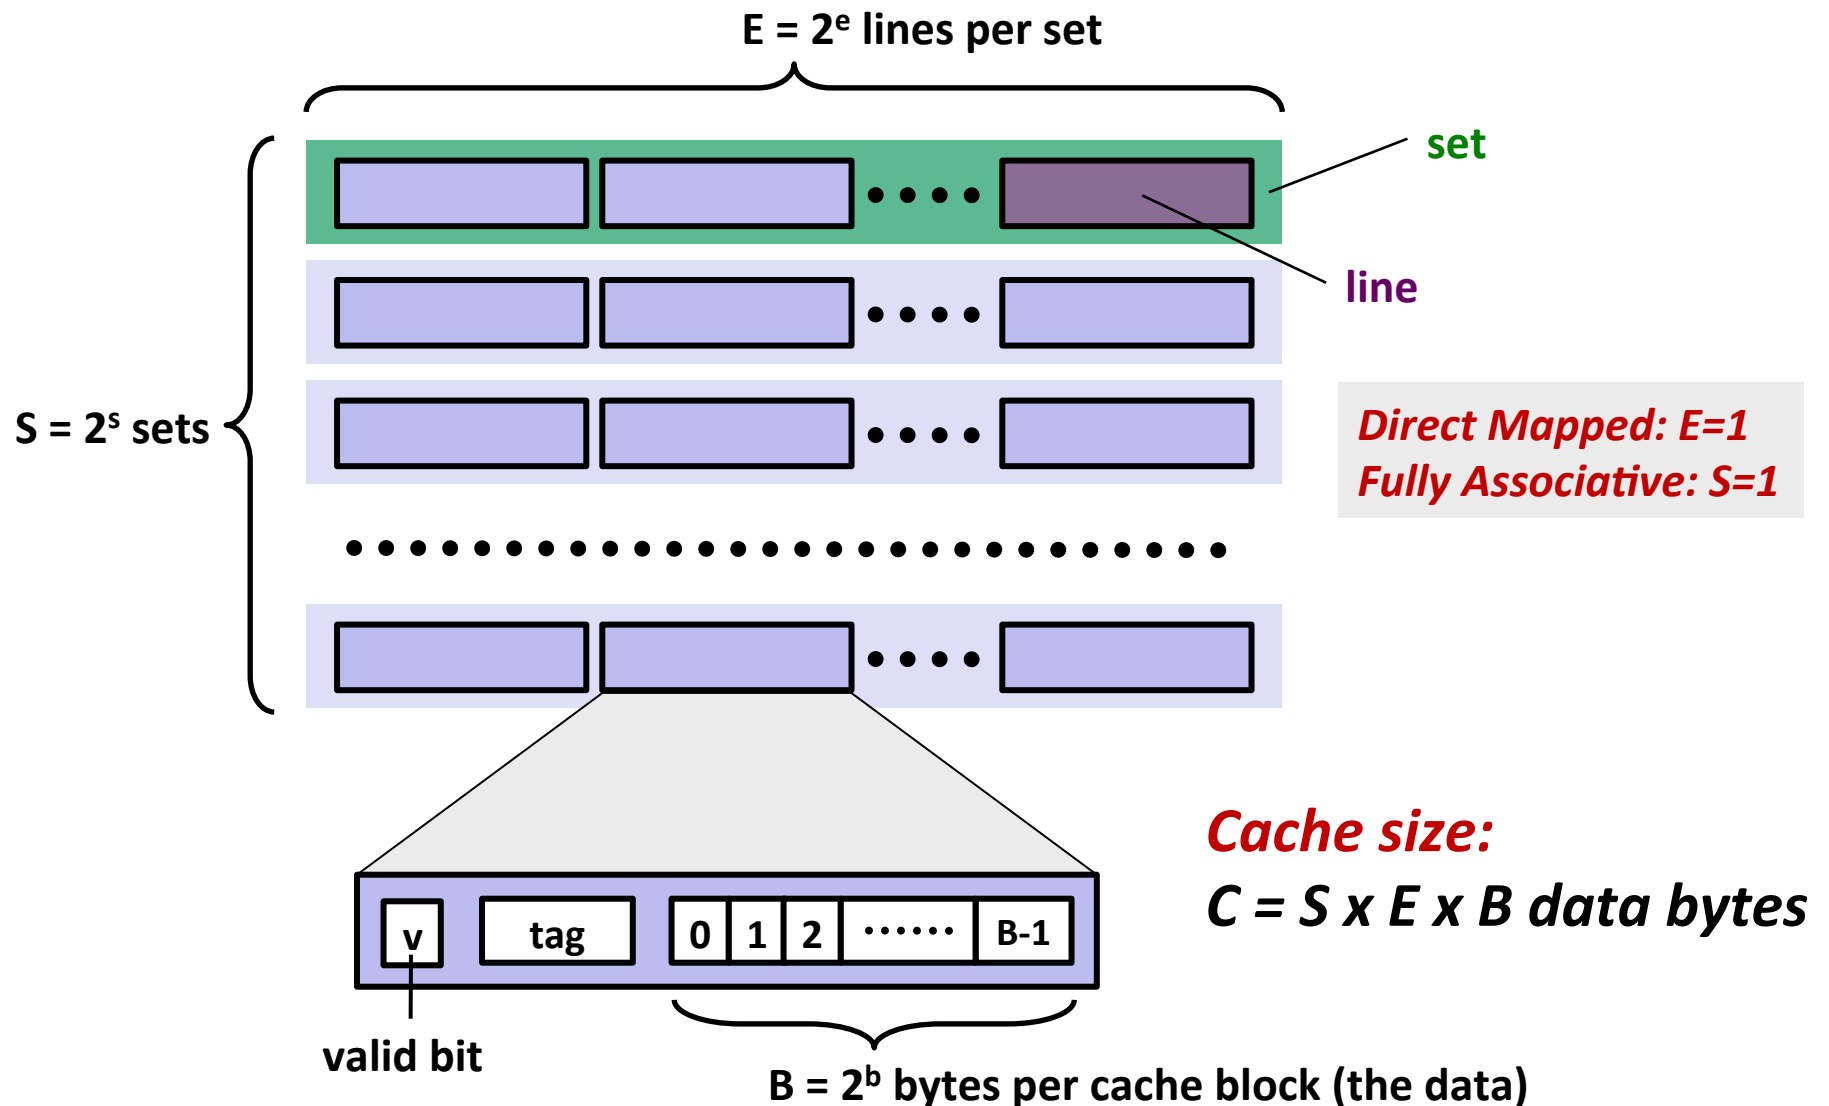 E = 2ᵉ lines per set
set
line
S = 2ˢ sets
Direct Mapped: E=1
Fully Associative: S=1
Cache size:
C = S x E x B data bytes
v
tag
0
1
2
B-1
valid bit
B = 2ᵇ bytes per cache block (the data)